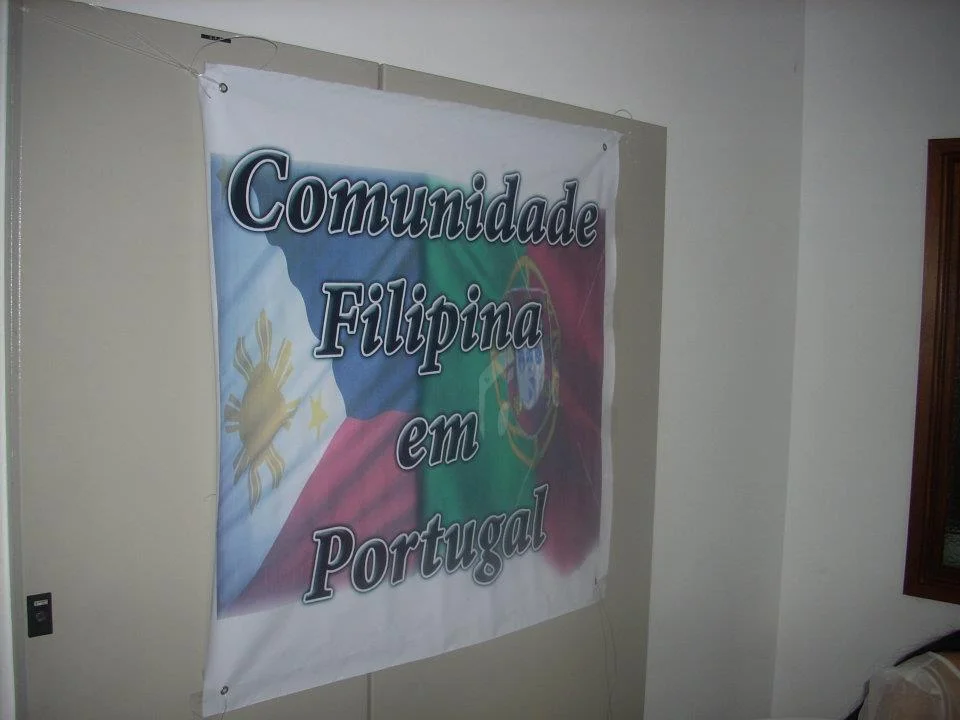 Comunidade
Filipina
em
Portugal